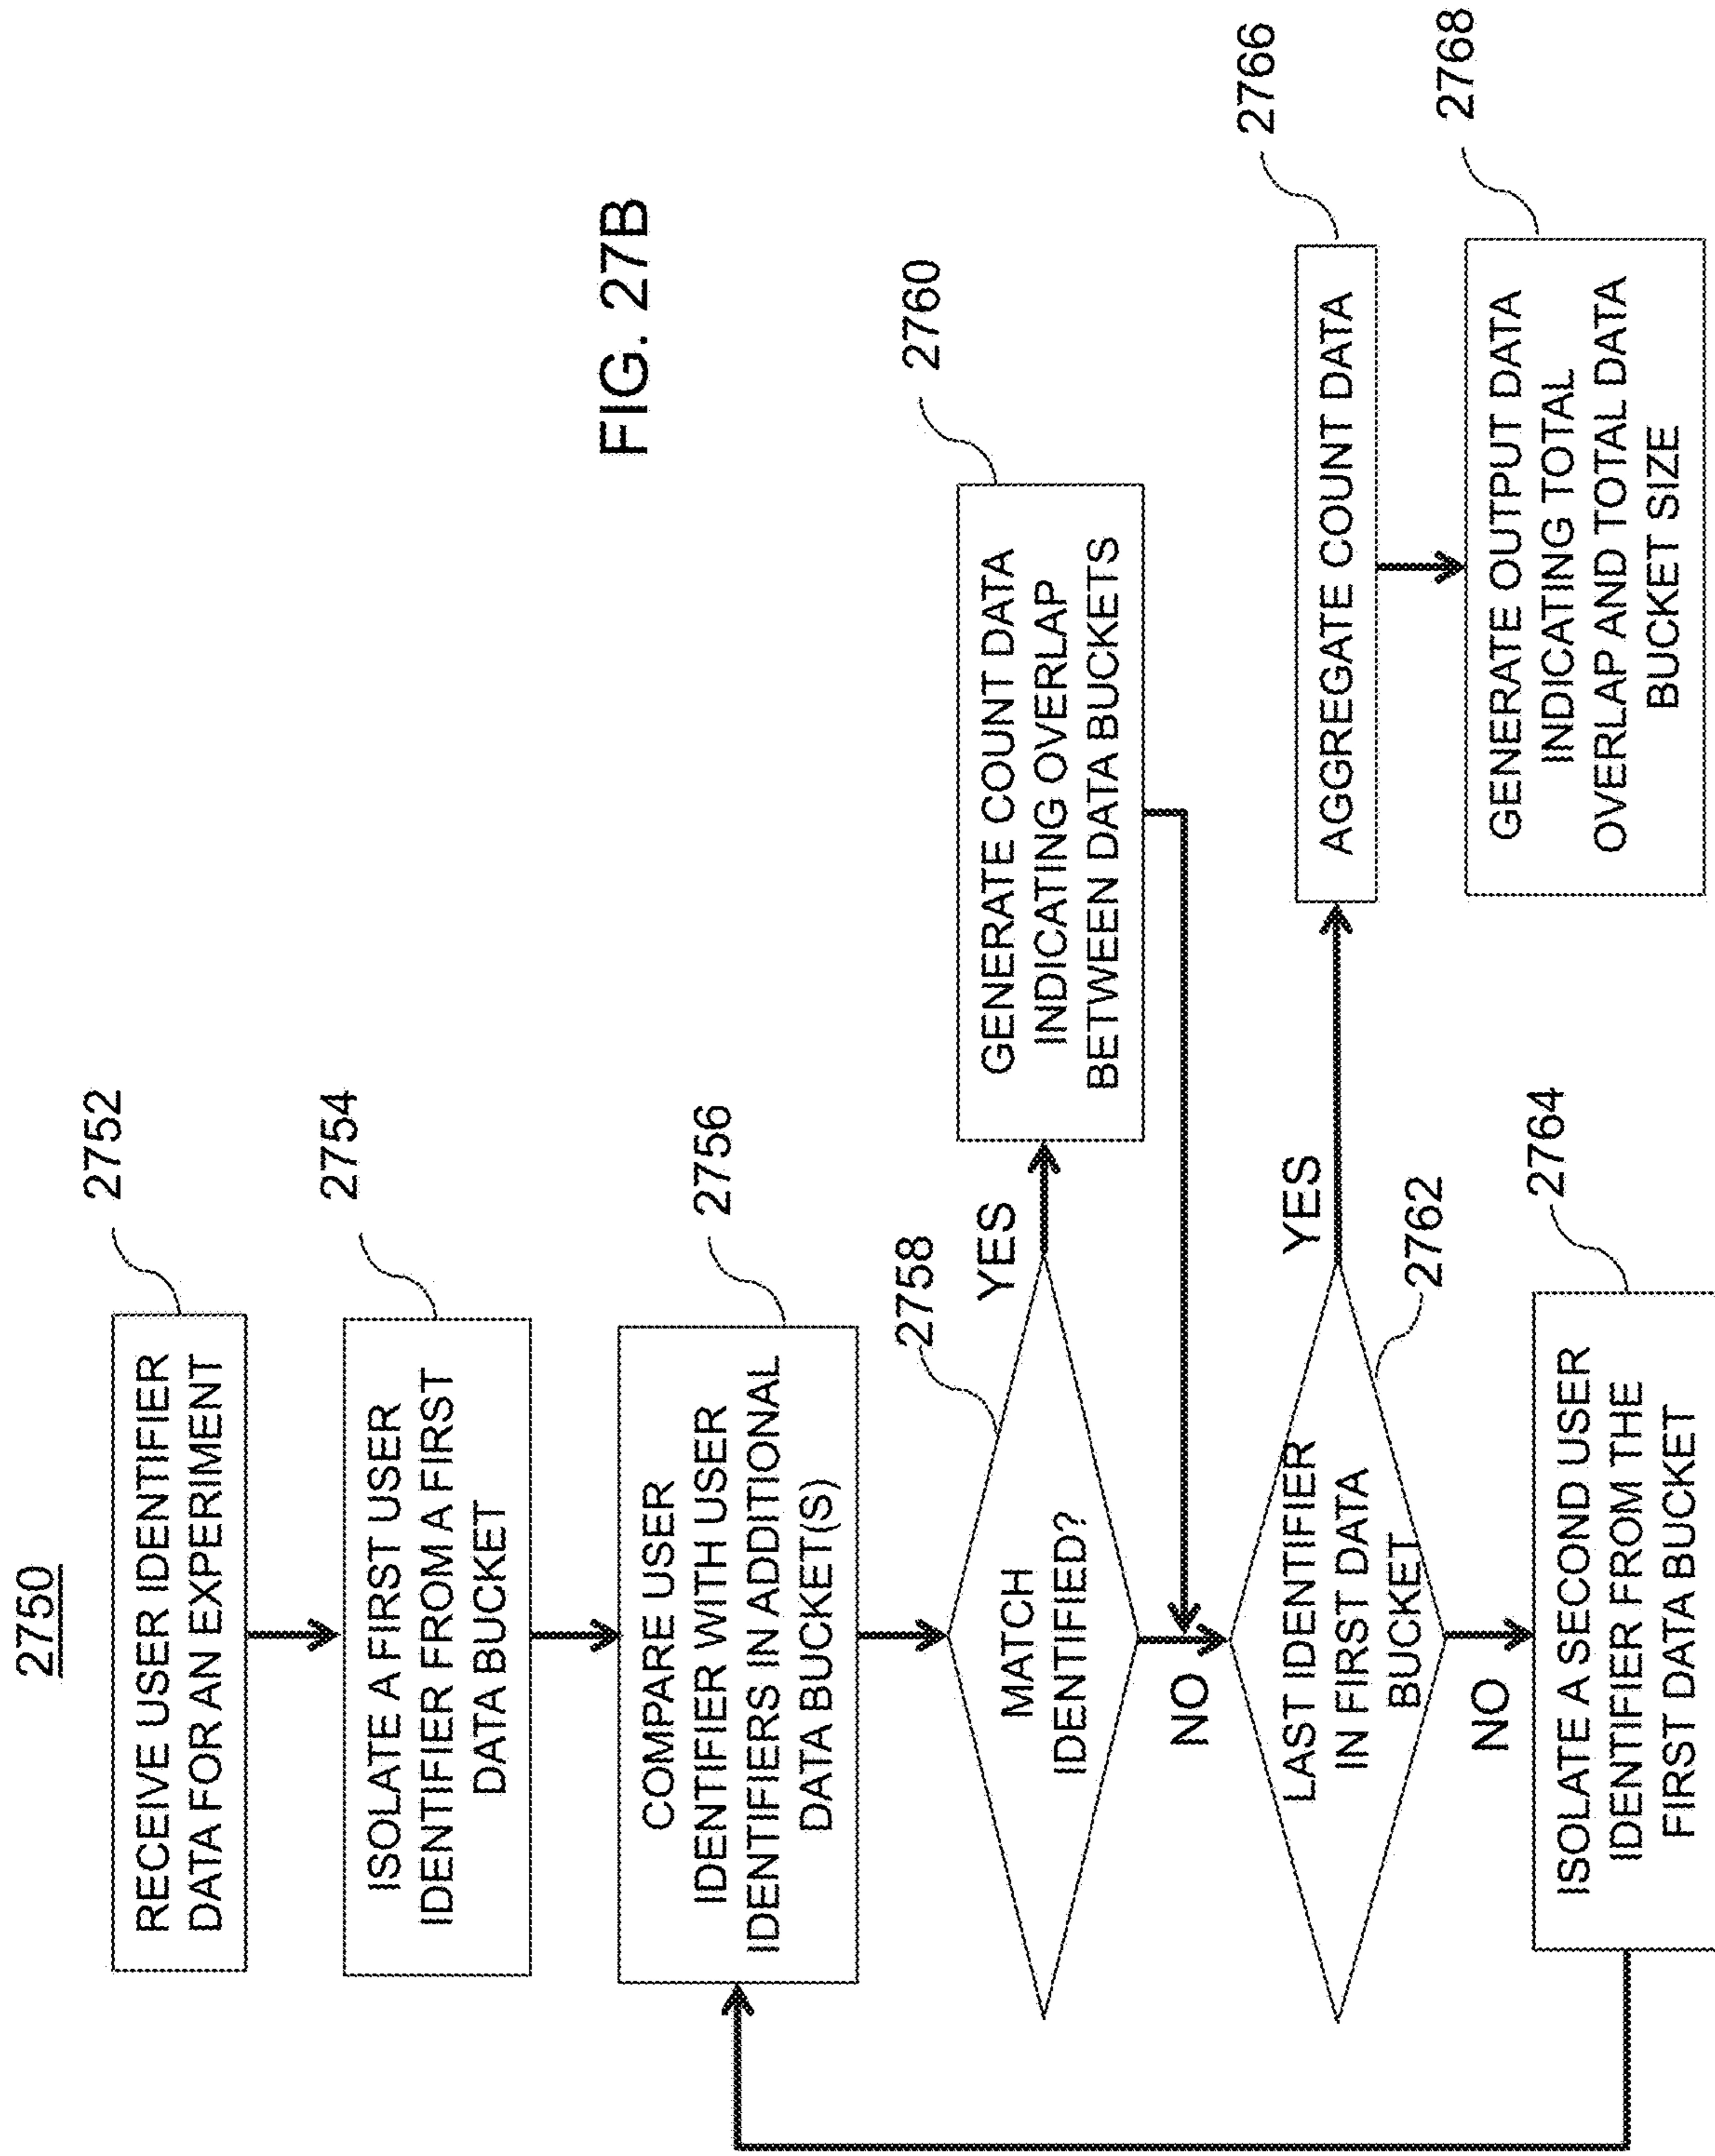 2750
RECEIVE USER IDENTIFIER
DATA FOR AN EXPERIMENT
2752
ISOLATE A FIRST USER
IDENTIFIER FROM A FIRST
DATA BUCKET
2754
COMPARE USER
IDENTIFIER WITH USER
IDENTIFIERS IN ADDITIONAL
DATA BUCKET(S)
2756
FIG. 27B
MATCH
IDENTIFIED?
2758
YES
NO
GENERATE COUNT DATA
INDICATING OVERLAP
BETWEEN DATA BUCKETS
2760
LAST IDENTIFIER
IN FIRST DATA
BUCKET
2762
YES
NO
AGGREGATE COUNT DATA
2766
ISOLATE A SECOND USER
IDENTIFIER FROM THE
FIRST DATA BUCKET
2764
GENERATE OUTPUT DATA
INDICATING TOTAL
OVERLAP AND TOTAL DATA
BUCKET SIZE
2768